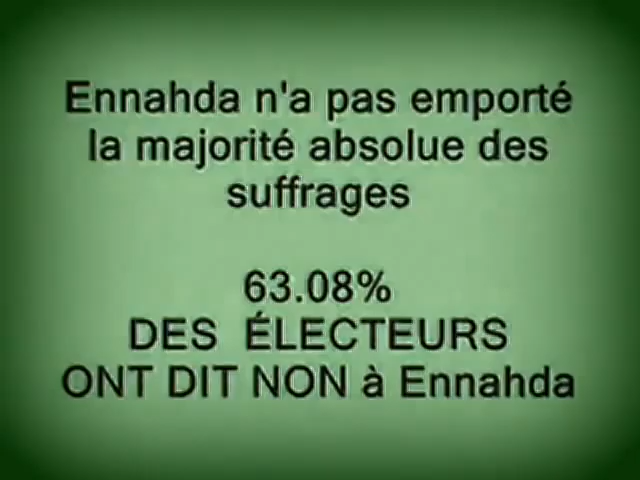 Ennahda n'a pas emporté
la majorité absolue des
suffrages
63.08%
DES ÉLECTEURS
ONT DIT NON à Ennahda